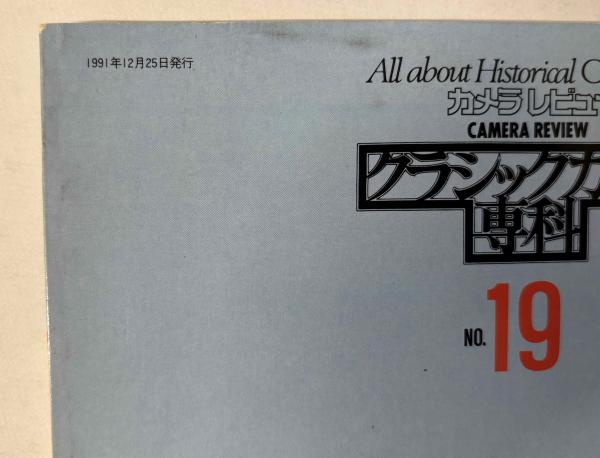 1991年12月25日発行
All about Historical C
カメラレビュー
CAMERA REVIEW
クラシックカ
専科
NO. 19